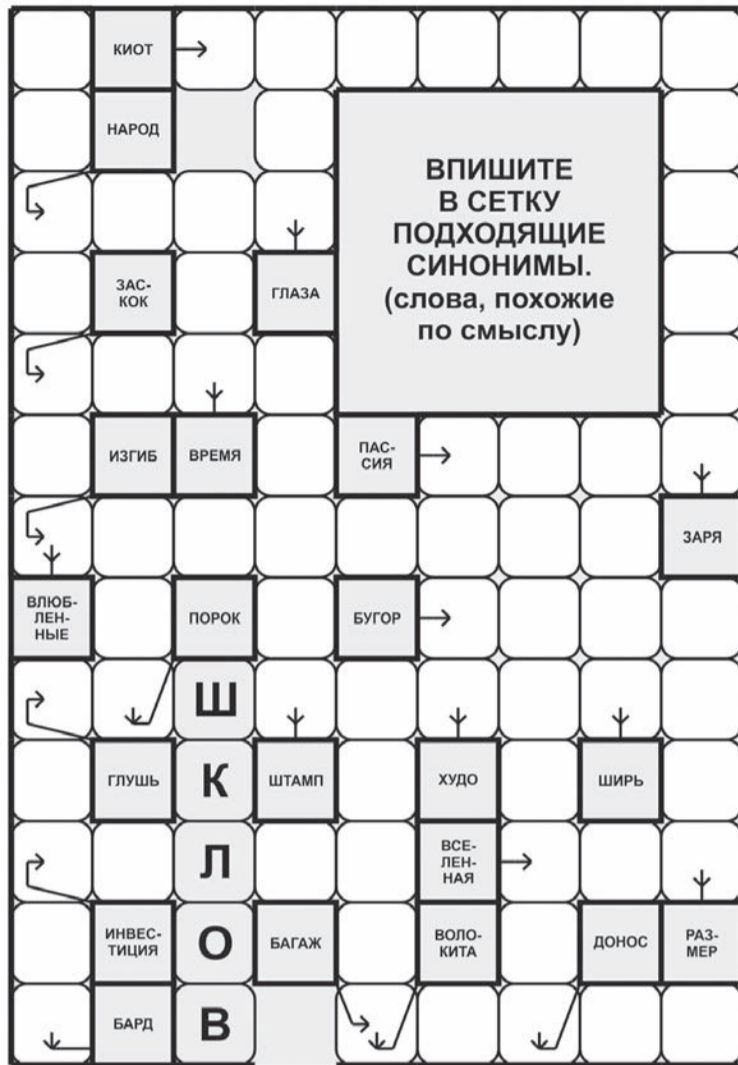 КИОТ
НАРОД
ВПИШИТЕ
В СЕТКУ
ПОДХОДЯЩИЕ
СИНОНИМЫ.
(слова, похожие
по смыслу)
ЗАС-
КОК
ГЛАЗА
ИЗГИБ
ВРЕМЯ
ПАС-
СИЯ
ЗАРЯ
ВЛЮБ-
ЛЕН-
НЫЕ
ПОРОК
БУГОР
Ш
ГЛУШЬ
К
ШТАМП
ХУДО
ШИРЬ
Л
ВСЕ-
ЛЕН-
НАЯ
ИНВЕС-
ТИЦИЯ
О
БАГАЖ
ВОЛО-
КИТА
ДОНОС
РАЗ-
МЕР
БАРД
В